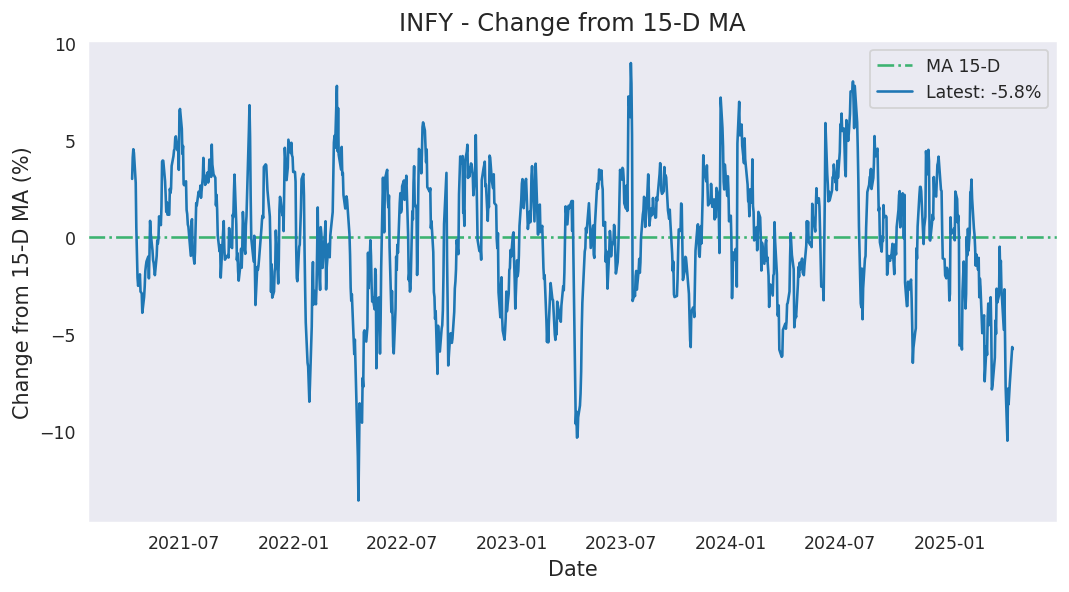 INFY - Change from 15-D MA
Change from 15-D MA (%)
10
5
0
−5
−10
MA 15-D
Latest: -5.8%
2021-07 2022-01 2022-07 2023-01 2023-07 2024-01 2024-07 2025-01
Date